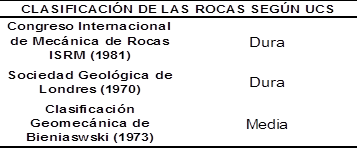 CLASIFICACIÓN DE LAS ROCAS SEGÚN UCS
Congreso Internacional
de Mecánica de Rocas
ISRM (1981)
Dura
Sociedad Geológica de
Londres (1970)
Dura
Clasificación
Geomecánica de
Bieniaswski (1973)
Media